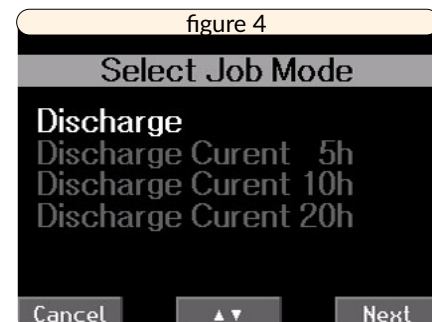 figure 4
Select Job Mode
Discharge
Discharge Curent 5h
Discharge Curent 10h
Discharge Curent 20h
Cancel ▲▼ Next